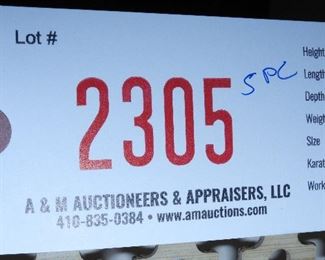 Lot #
2305
5 PC
A & M AUCTIONEERS & APPRAISERS, LLC
410-835-0384 • www.amauctions.com
Height
Length
Depth
Weigh
Size
Karat
Work